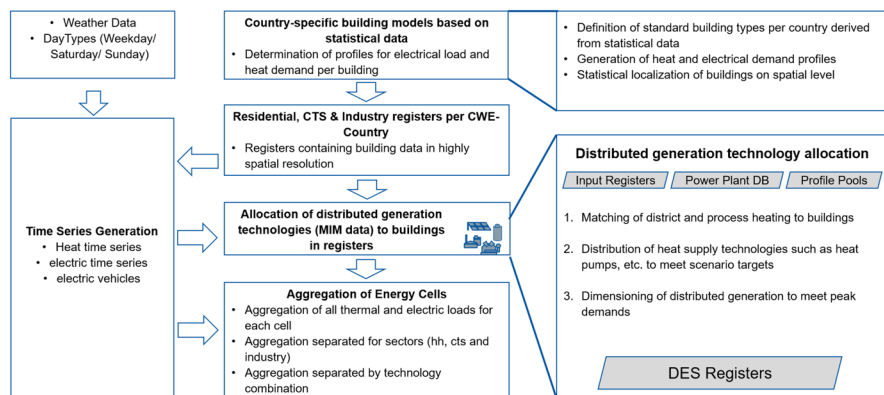 • Weather Data
• DayTypes (Weekday/
Saturday/ Sunday)
Country-specific building models based on
statistical data
• Determination of profiles for electrical load and
heat demand per building
• Definition of standard building types per country derived
from statistical data
• Generation of heat and electrical demand profiles
• Statistical localization of buildings on spatial level
Residential, CTS & Industry registers per CWE-
Country
• Registers containing building data in highly
spatial resolution
Time Series Generation
• Heat time series
• electric time series
• electric vehicles
Allocation of distributed generation
technologies (MIM data) to buildings
in registers
Aggregation of Energy Cells
• Aggregation of all thermal and electric loads for
each cell
• Aggregation separated for sectors (hh, cts and
industry)
• Aggregation separated by technology
combination
Distributed generation technology allocation
Input Registers
Power Plant DB
Profile Pools
1. Matching of district and process heating to buildings
2. Distribution of heat supply technologies such as heat
pumps, etc. to meet scenario targets
3. Dimensioning of distributed generation to meet peak
demands
DES Registers